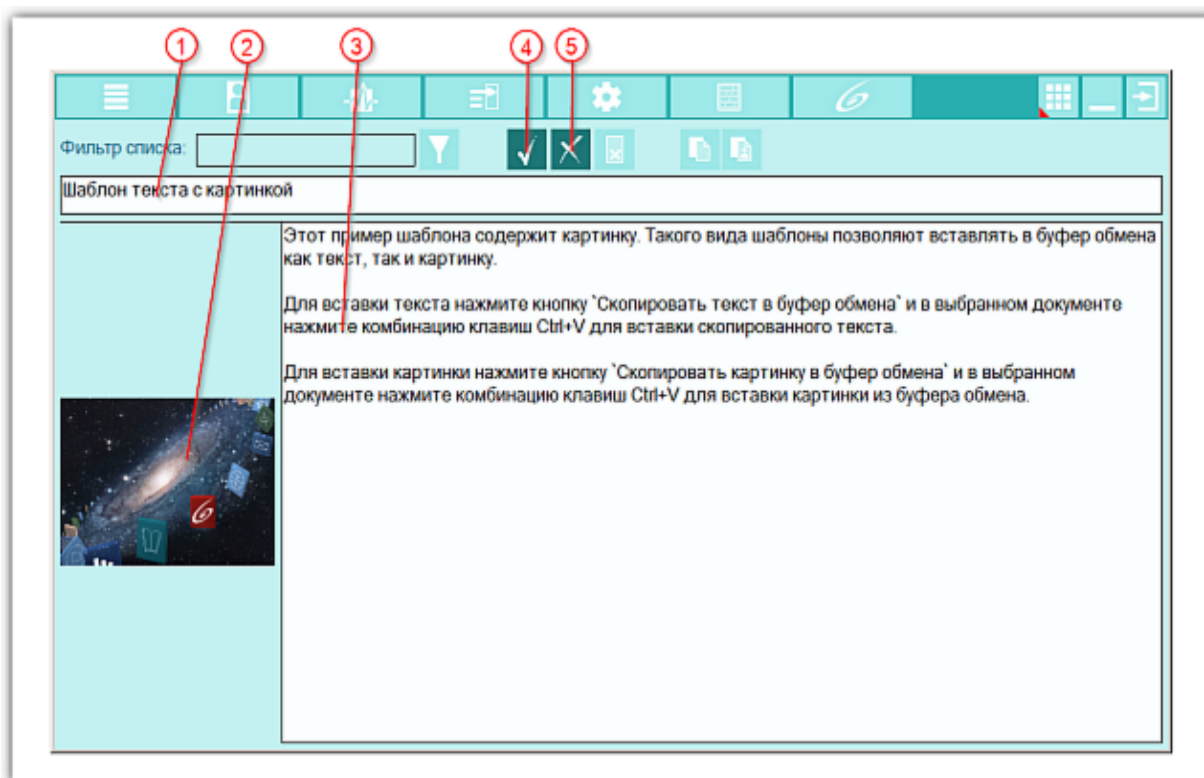 1 2 3 4 5
Фильтр списка:
Шаблон текста с картинкой
Этот пример шаблона содержит картинку. Такого вида шаблоны позволяют вставлять в буфер обмена
как текст, так и картинку.
Для вставки текста нажмите кнопку `Скопировать текст в буфер обмена` и в выбранном документе
нажмите комбинацию клавиш Ctrl+V для вставки скопированного текста.
Для вставки картинки нажмите кнопку `Скопировать картинку в буфер обмена` и в выбранном
документе нажмите комбинацию клавиш Ctrl+V для вставки картинки из буфера обмена.